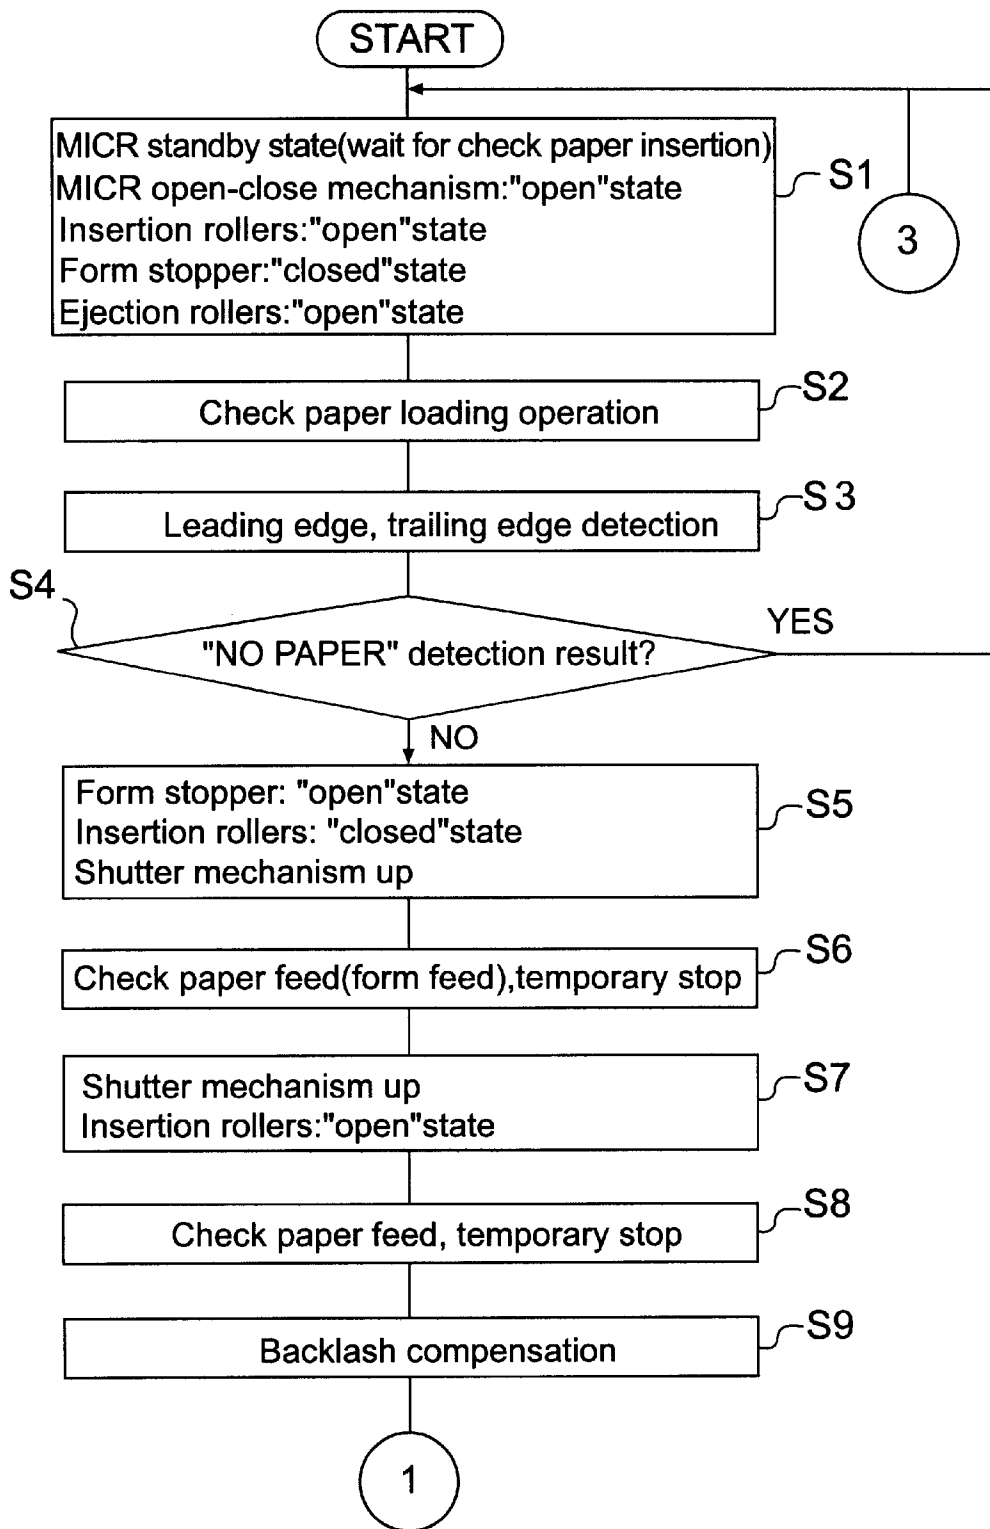 START
MICR standby state(wait for check paper insertion)
MICR open-close mechanism:"open"state
Insertion rollers:"open"state
Form stopper:"closed"state
Ejection rollers:"open"state
S1
3
Check paper loading operation
S2
Leading edge, trailing edge detection
S3
S4
"NO PAPER" detection result?
YES
NO
Form stopper: "open"state
Insertion rollers: "closed"state
Shutter mechanism up
S5
Check paper feed(form feed),temporary stop
S6
Shutter mechanism up
Insertion rollers:"open"state
S7
Check paper feed, temporary stop
S8
Backlash compensation
S9
1